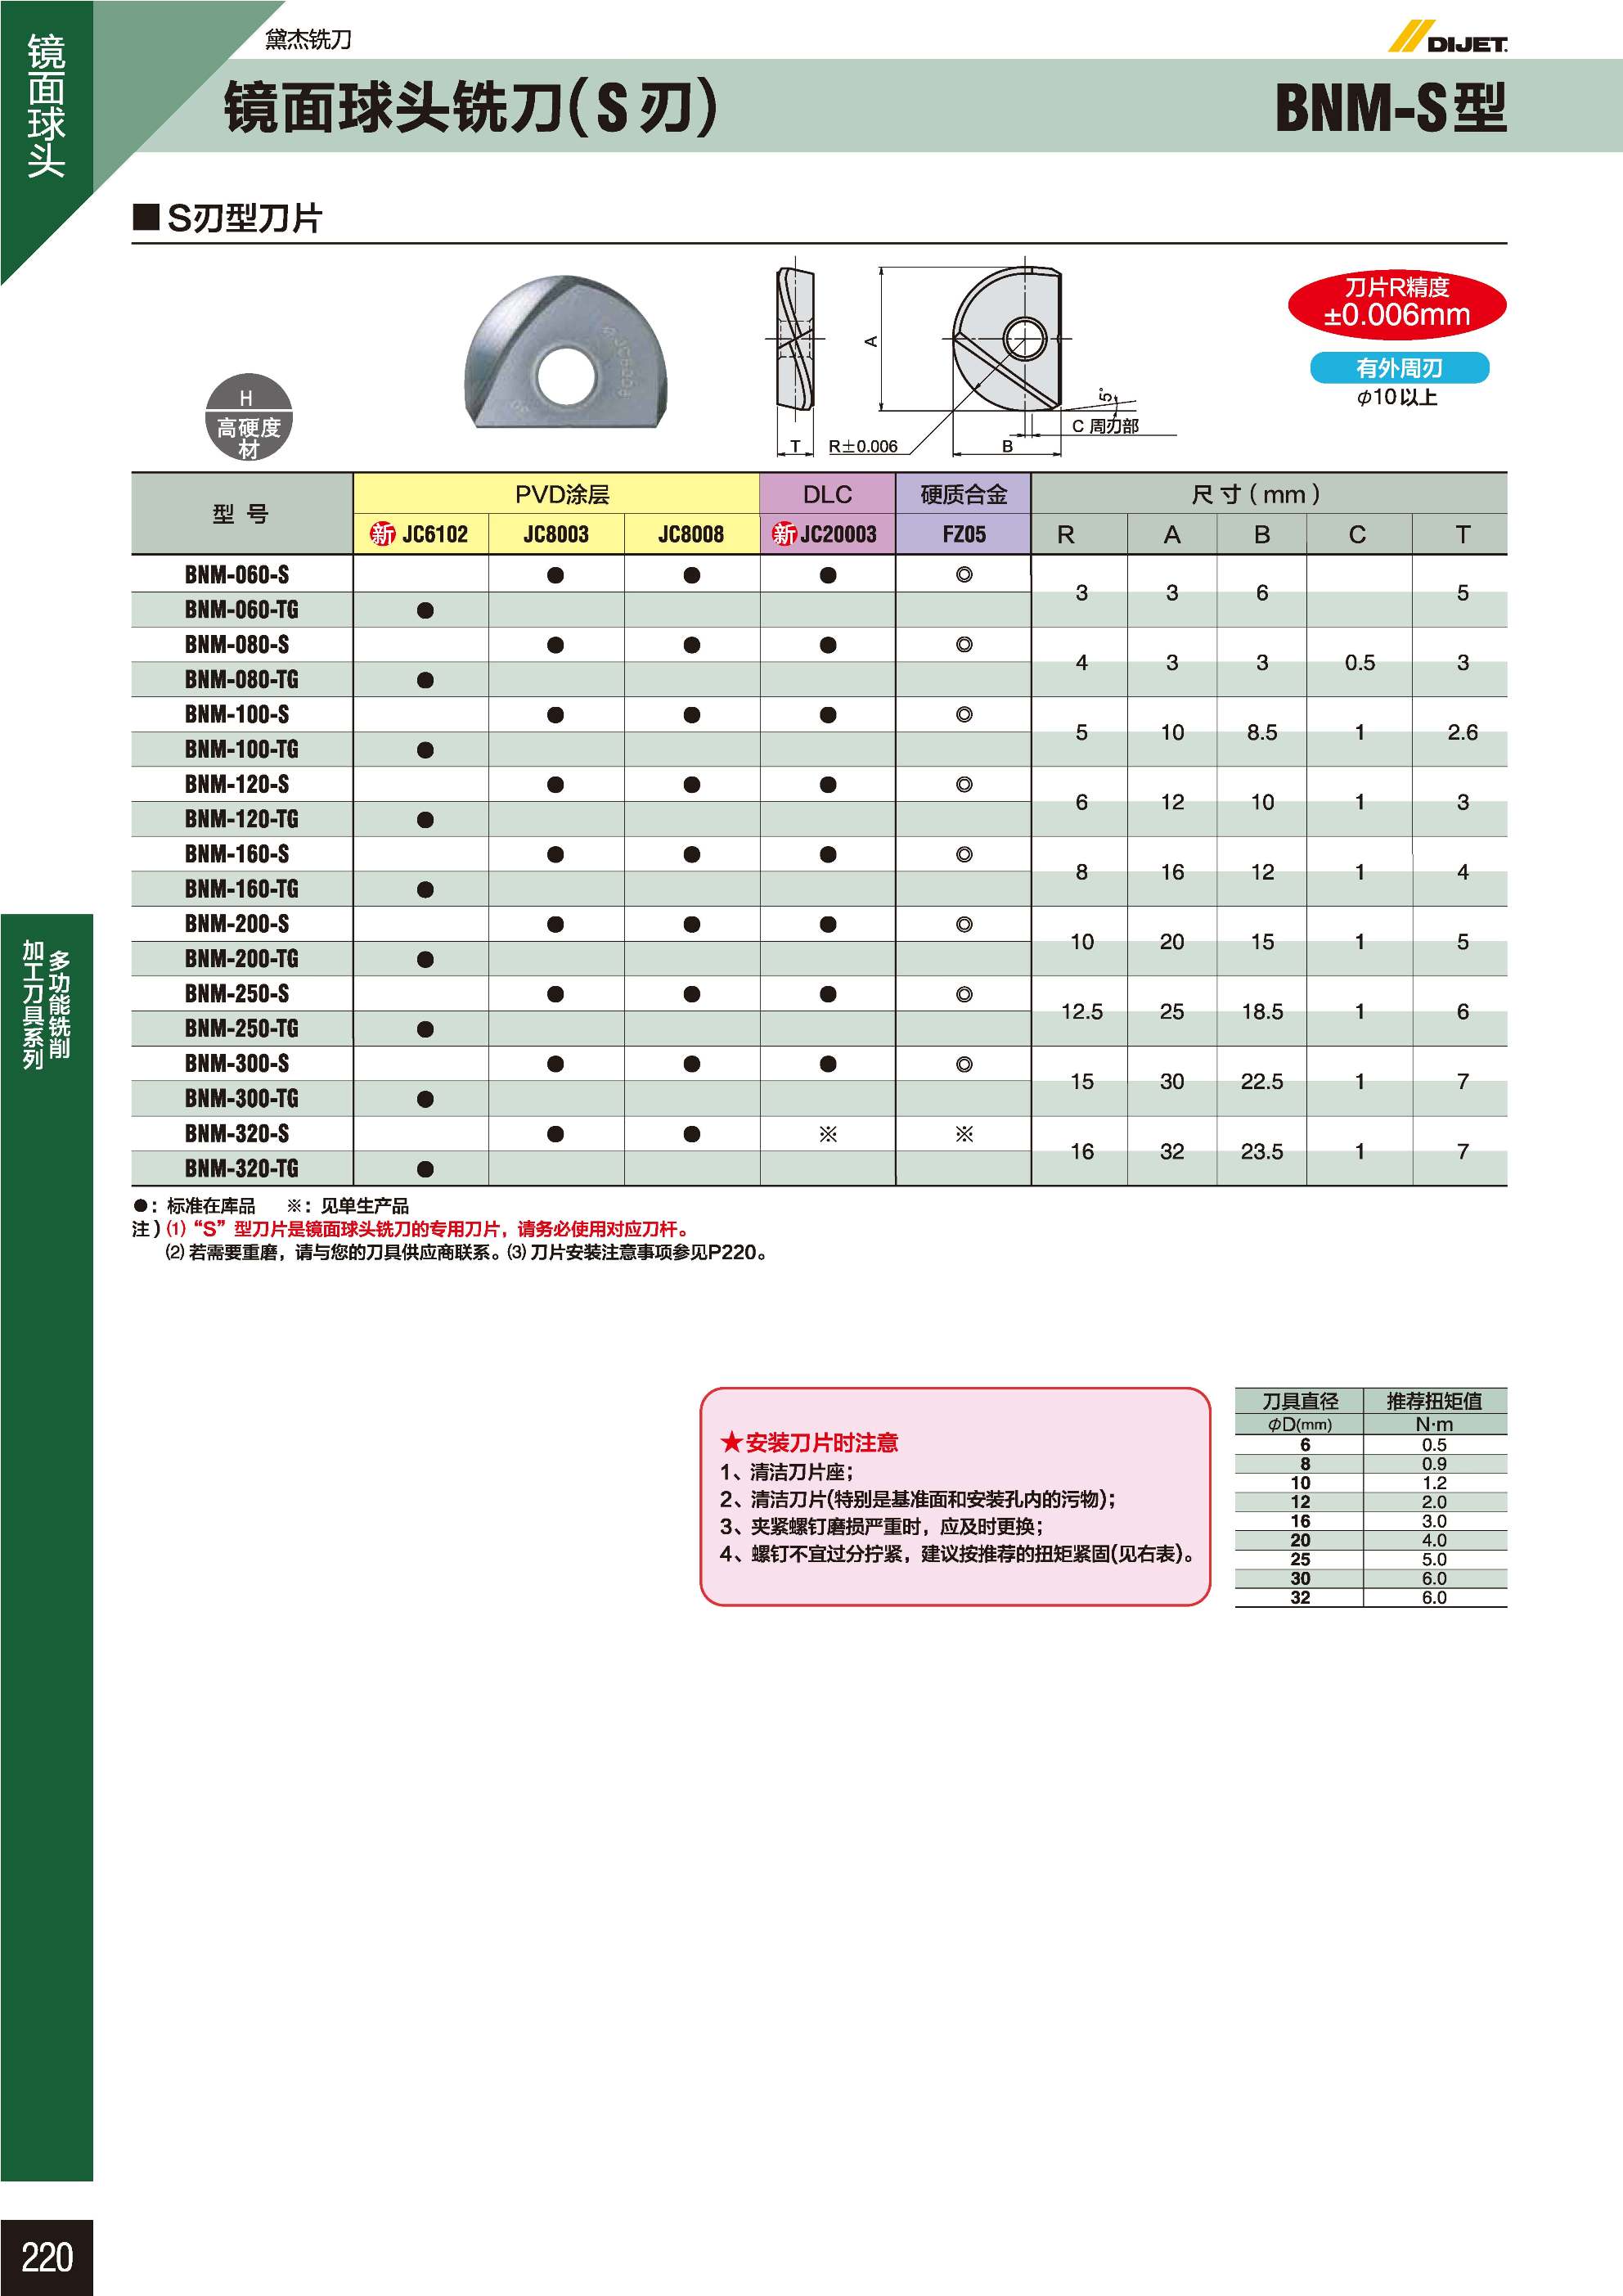 镜面球头
黛杰铣刀
DIJET
镜面球头铣刀(S 刃)
BNM-S型
■ S刃型刀片
刀片R精度
±0.006mm
有外周刃
φ10以上
H
高硬度
材
A
T
R±0.006
B
5°
C 周刃部
型 号 PVD涂层 DLC 硬质合金 尺 寸 ( mm )
新 JC6102 JC8003 JC8008 新 JC20003 FZ05 R A B C T
BNM-060-S ● ● ● ◎ 3 3 6 5
BNM-060-TG ●
BNM-080-S ● ● ● ◎ 4 3 3 0.5 3
BNM-080-TG ●
BNM-100-S ● ● ● ◎ 5 10 8.5 1 2.6
BNM-100-TG ●
BNM-120-S ● ● ● ◎ 6 12 10 1 3
BNM-120-TG ●
BNM-160-S ● ● ● ◎ 8 16 12 1 4
BNM-160-TG ●
BNM-200-S ● ● ● ◎ 10 20 15 1 5
BNM-200-TG ●
BNM-250-S ● ● ● ◎ 12.5 25 18.5 1 6
BNM-250-TG ●
BNM-300-S ● ● ● ◎ 15 30 22.5 1 7
BNM-300-TG ●
BNM-320-S ● ● ※ ※ 16 32 23.5 1 7
BNM-320-TG ●
●：标准在库品 ※：见单生产品
注）⑴“S”型刀片是镜面球头铣刀的专用刀片，请务必使用对应刀杆。
⑵ 若需要重磨，请与您的刀具供应商联系。⑶ 刀片安装注意事项参见P220。
★安装刀片时注意
1、清洁刀片座；
2、清洁刀片(特别是基准面和安装孔内的污物)；
3、夹紧螺钉磨损严重时，应及时更换；
4、螺钉不宜过分拧紧，建议按推荐的扭矩紧固(见右表)。
刀具直径 推荐扭矩值
φD(mm) N·m
6 0.5
8 0.9
10 1.2
12 2.0
16 3.0
20 4.0
25 5.0
30 6.0
32 6.0
多功能铣削
加工刀具系列
220